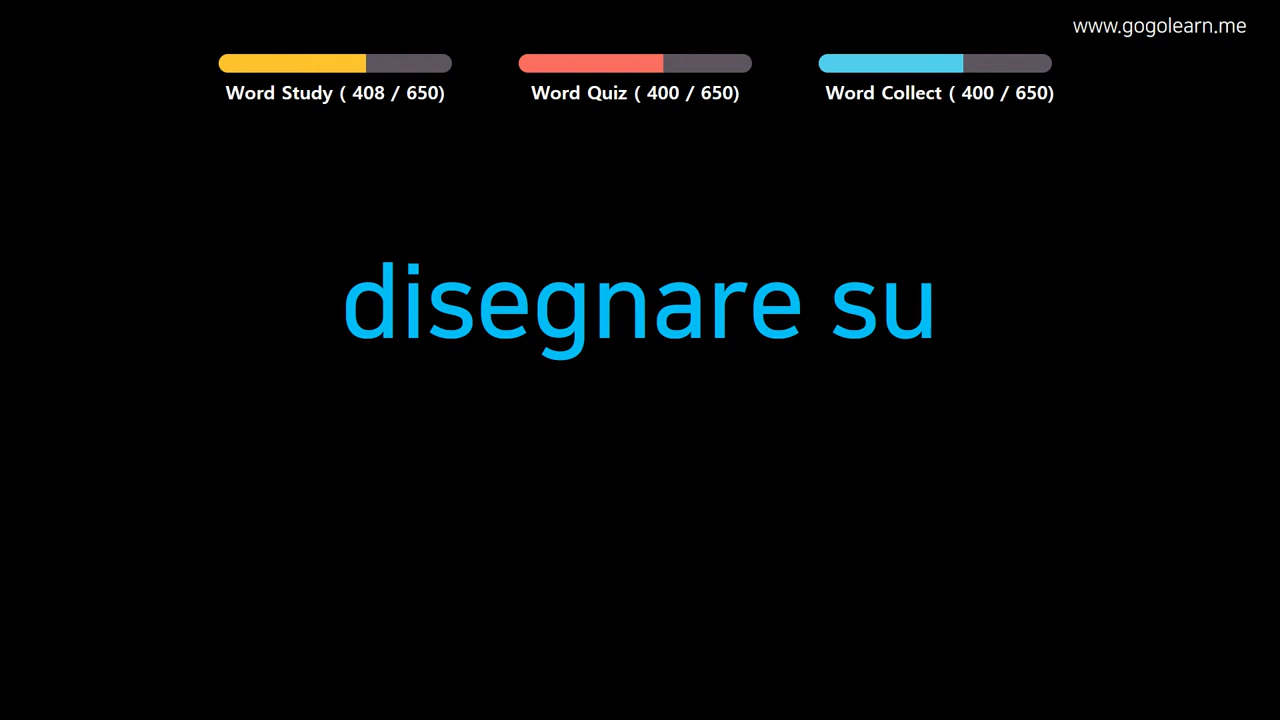 www.gogolearn.me
Word Study ( 408 / 650)
Word Quiz ( 400 / 650)
Word Collect ( 400 / 650)
disegnare su